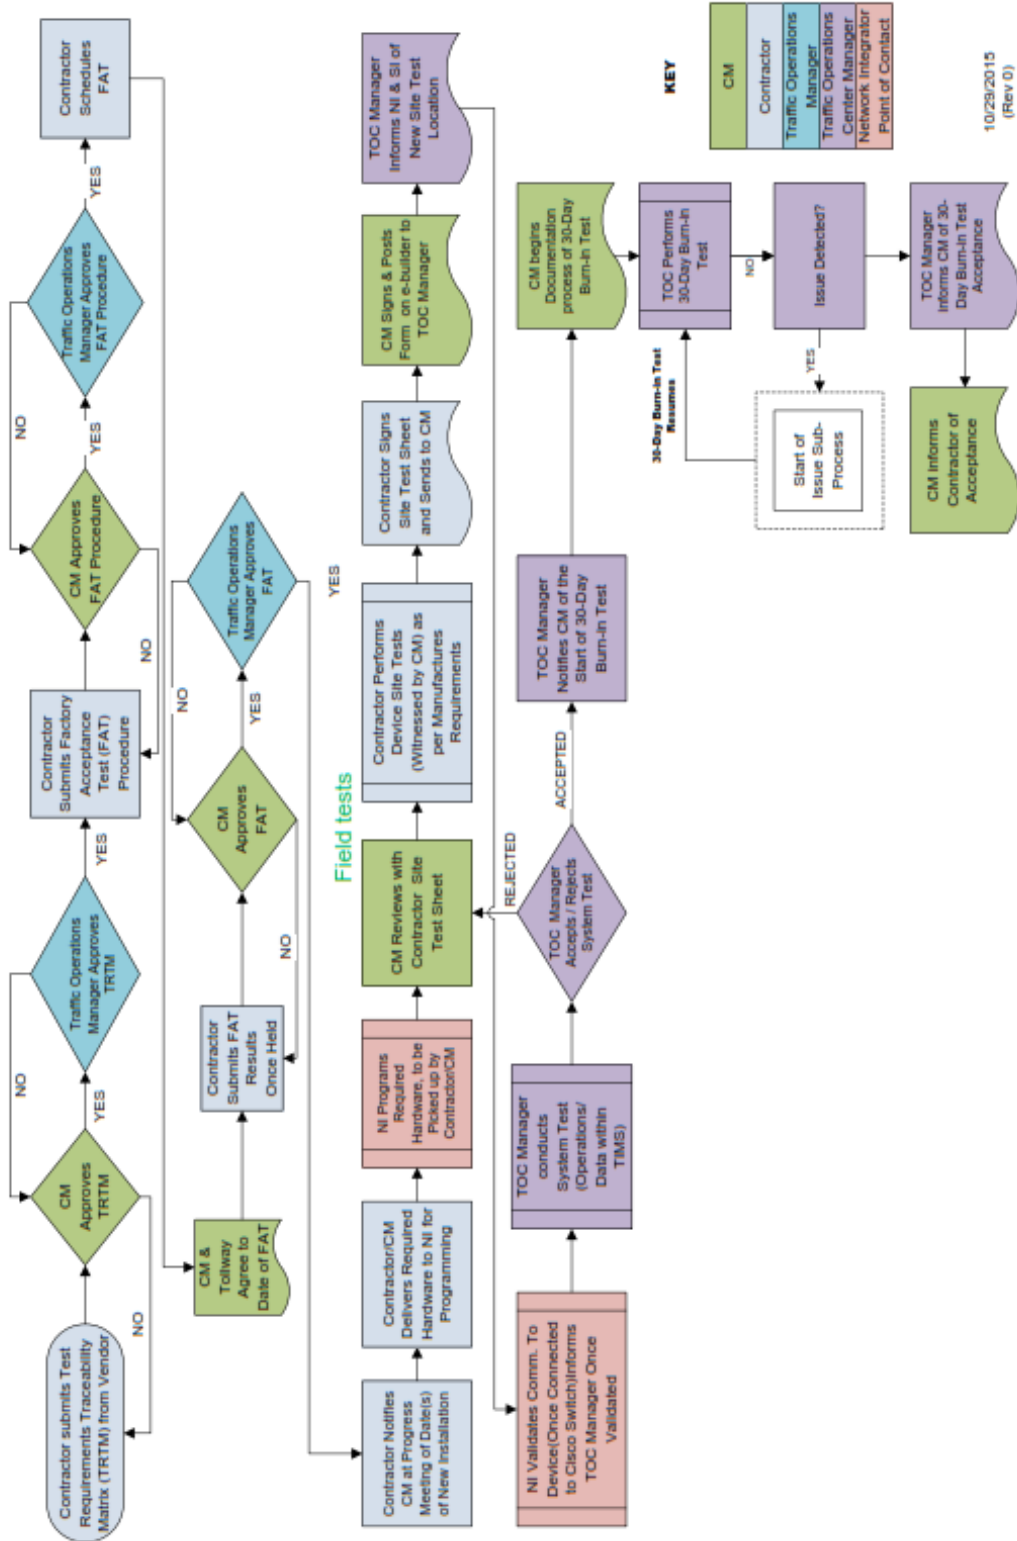 Contractor submits Test
Requirements Traceability
Matrix (TRTM) from Vendor
NO
CM
Approves
TRTM
YES
NO
Traffic Operations
Manager Approves
TRTM
YES
Contractor
Submits Factory
Acceptance
Test (FAT)
Procedure
NO
CM Approves
FAT Procedure
YES
NO
Traffic Operations
Manager Approves
FAT Procedure
YES
Contractor
Schedules
FAT
CM &
Tollway
Agree to
Date of FAT
Contractor
Submits FAT
Results
Once Held
NO
CM
Approves
FAT
YES
NO
Traffic Operations
Manager Approves
FAT
YES
Field tests
Contractor Notifies
CM at Progress
Meeting of Date(s)
of New Installation
Contractor/CM
Delivers Required
Hardware to NI for
Programming
NI Programs
Required
Hardware, to be
Picked up by
Contractor/CM
CM Reviews with
Contractor Site
Test Sheet
Contractor Performs
Device Site Tests
(Witnessed by CM) as
per Manufactures
Requirements
Contractor Signs
Site Test Sheet
and Sends to CM
CM Signs & Posts
Form on e-builder to
TOC Manager
TOC Manager
Informs NI & SI of
New Site Test
Location
NI Validates Comm. To
Device(Once Connected
to Cisco Switch)Informs
TOC Manager Once
Validated
TOC Manager
conducts
System Test
(Operations/
Data within
TIMS)
TOC Manager
Accepts / Rejects
System Test
REJECTED
ACCEPTED
TOC Manager
Notifies CM of the
Start of 30-Day
Burn-in Test
CM begins
Documentation
process of 30-Day
Burn-in Test
TOC Performs
30-Day Burn-in
Test
NO
30-Day Burn-in Test
Resumes
Issue Detected?
YES
Start of
Issue Sub-
Process
TOC Manager
Informs CM of 30-
Day Burn-in Test
Acceptance
CM informs
Contractor of
Acceptance
KEY
CM
Contractor
Traffic Operations
Manager
Traffic Operations
Center Manager
Network Integrator
Point of Contact
10/29/2015
(Rev 0)